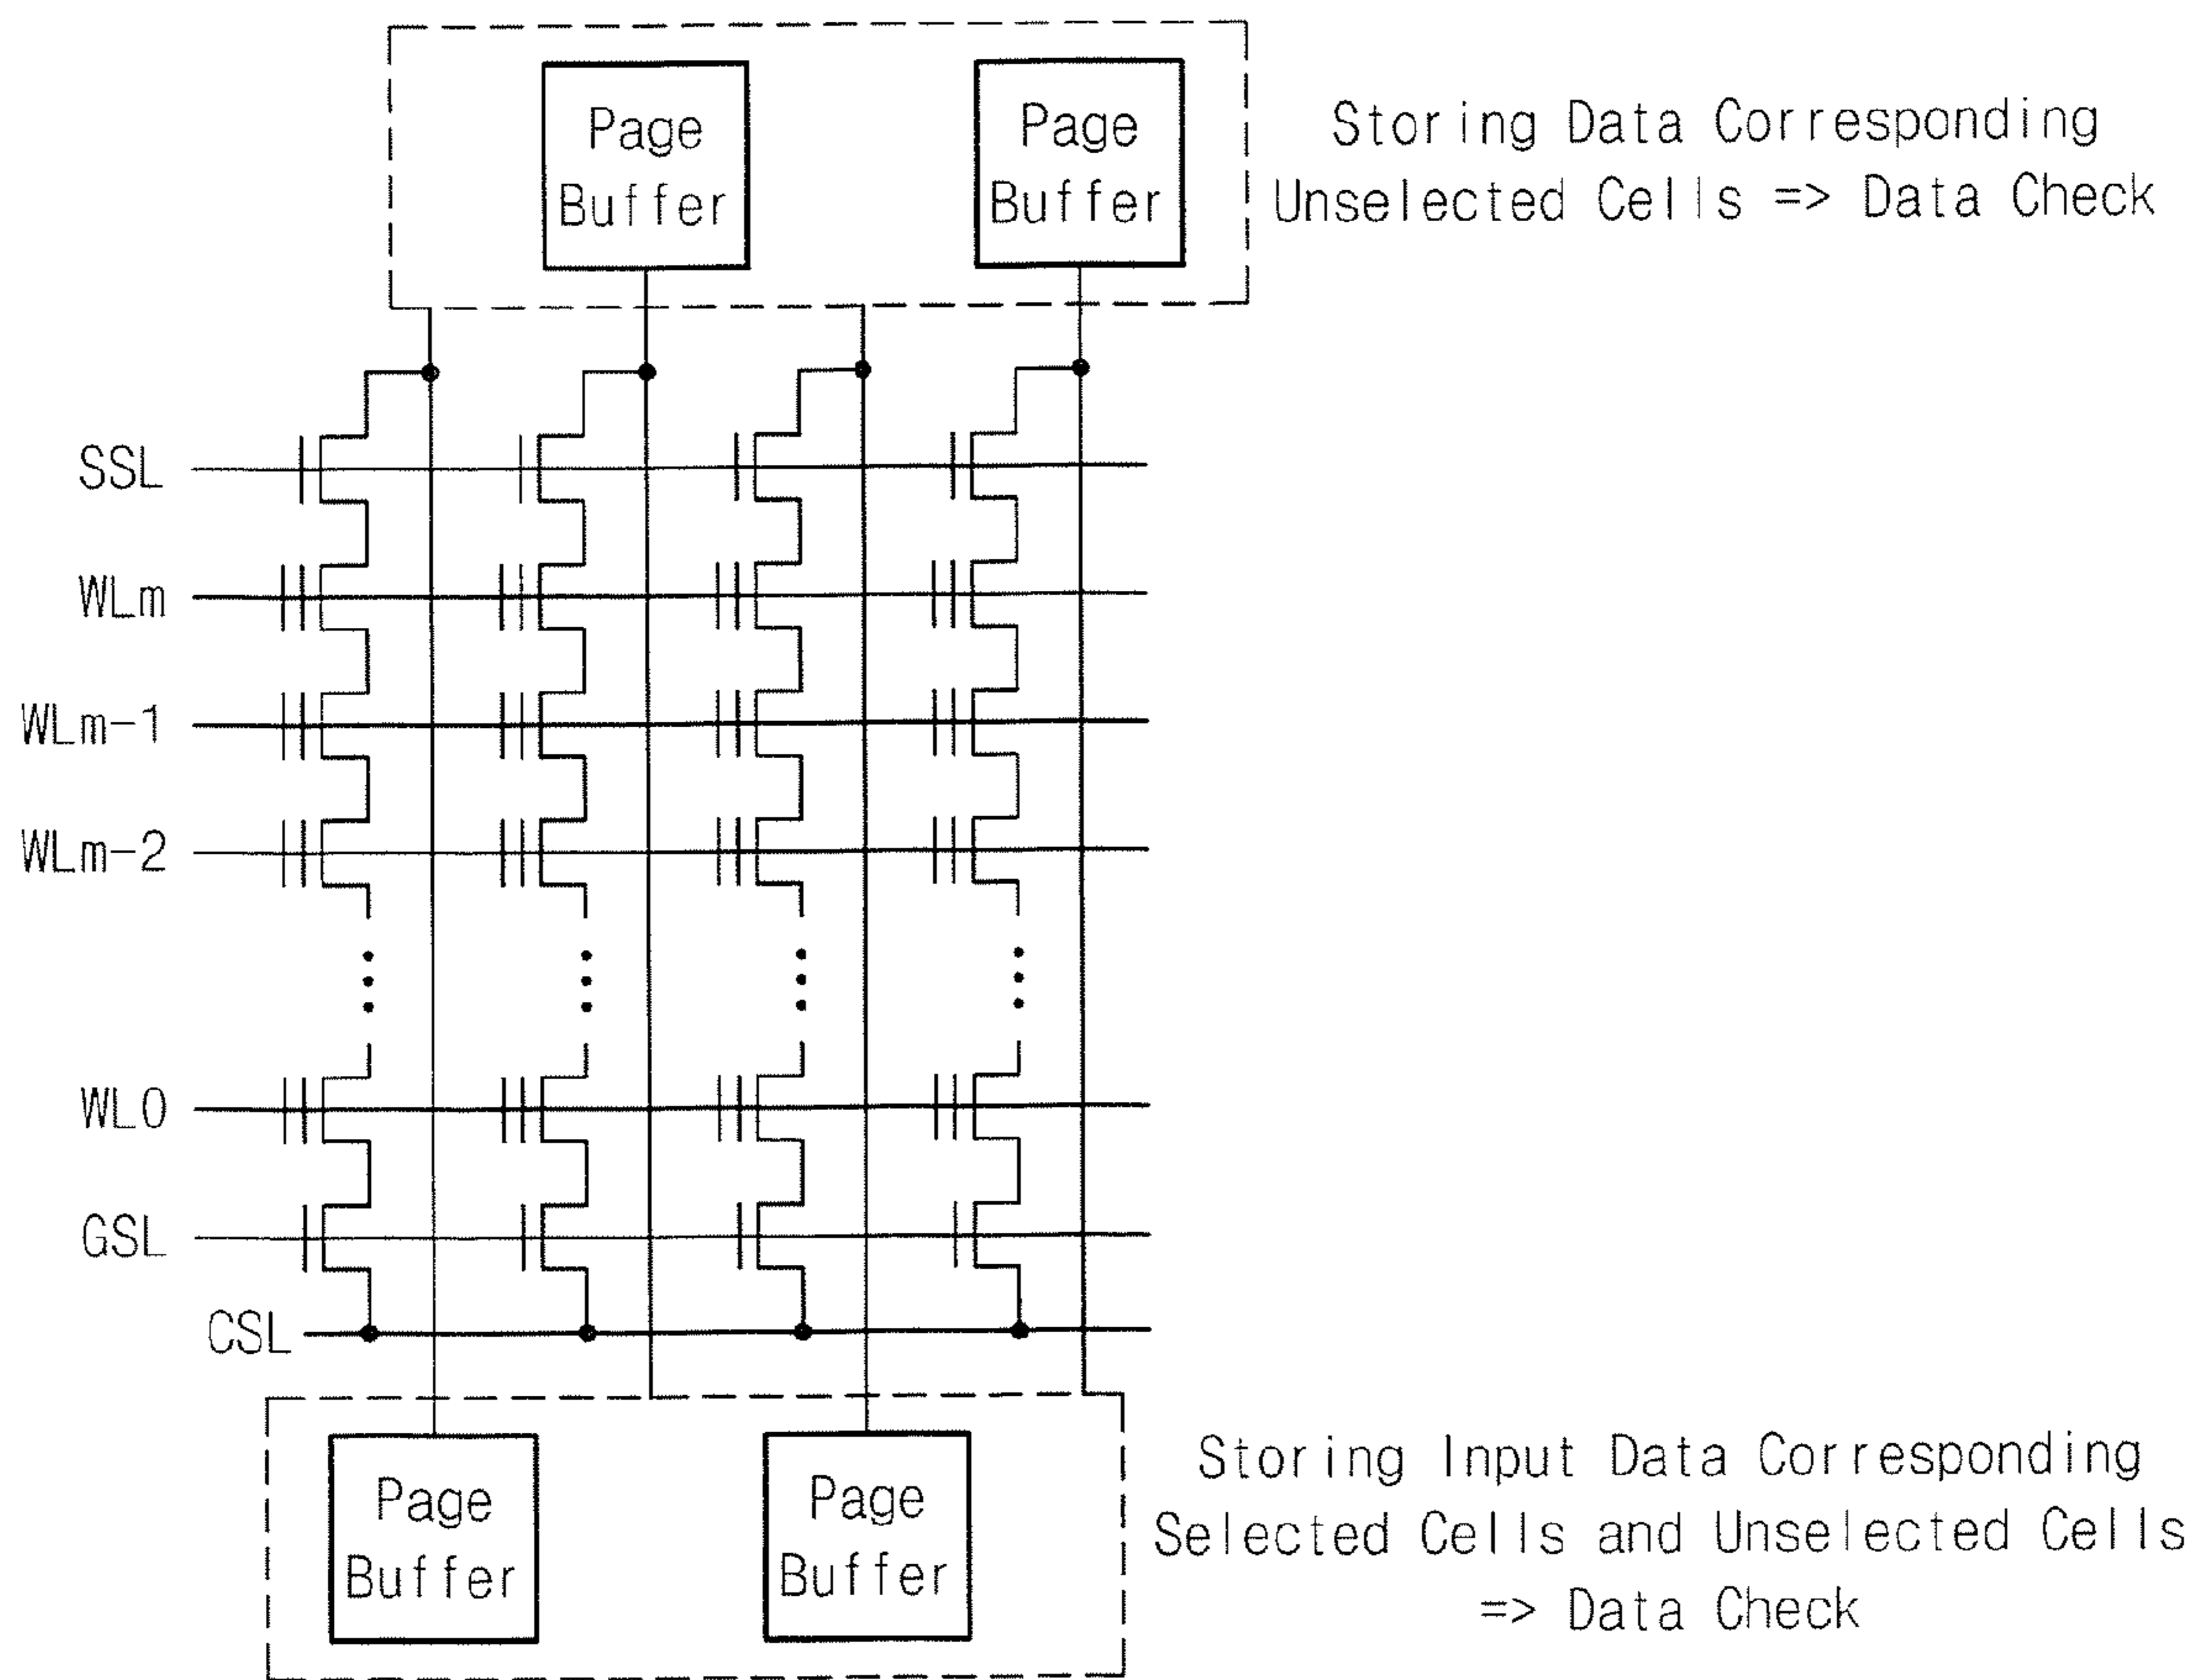 Page
Buffer
Page
Buffer
Storing Data Corresponding
Unselected Cells => Data Check
SSL
WLm
WLm-1
WLm-2
WL0
GSL
CSL
Page
Buffer
Page
Buffer
Storing Input Data Corresponding
Selected Cells and Unselected Cells
=> Data Check